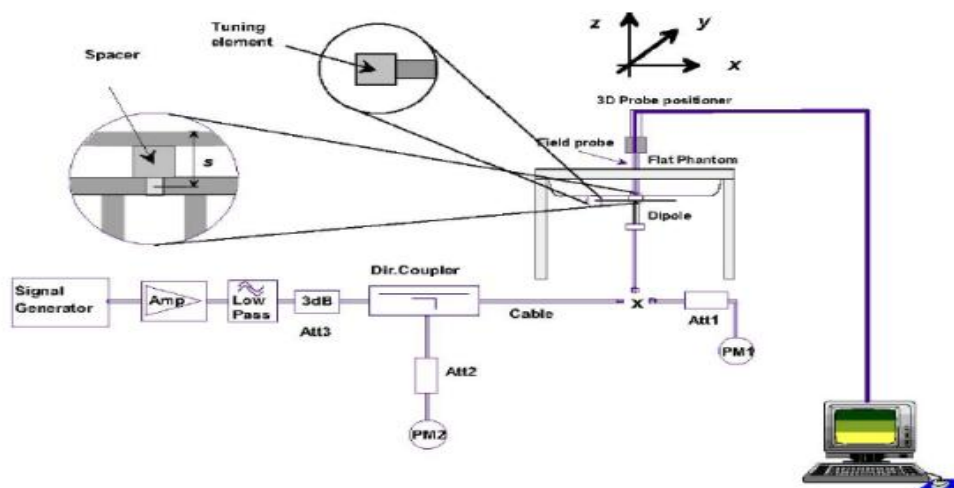 Tuning
element
Spacer
s
z
y
x
3D Probe positioner
Field probe
Flat Phantom
Dipole
Signal
Generator
Amp
Low
Pass
3dB
Att3
Dir.Coupler
Cable
x
Att1
PM1
Att2
PM2